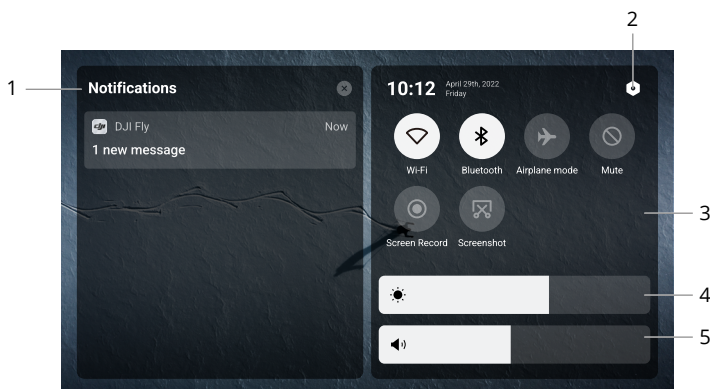 2
1
Notifications
10:12
April 29th, 2022
Friday
dji
DJI Fly
Now
1 new message
Wi-Fi
Bluetooth
Airplane mode
Mute
3
Screen Record
Screenshot
4
5